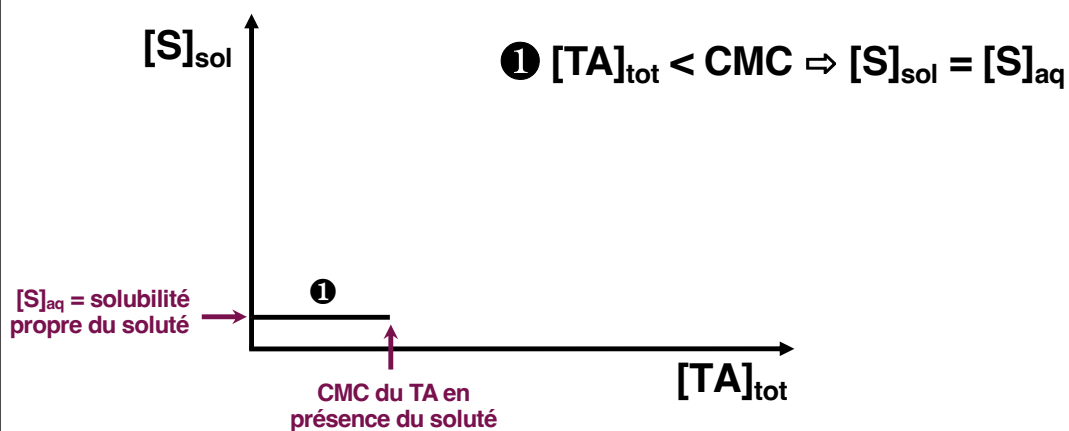 [S]sol
❶ [TA]tot < CMC ⇨ [S]sol = [S]aq
❶
[S]aq = solubilité
propre du soluté
[TA]tot
CMC du TA en
présence du soluté